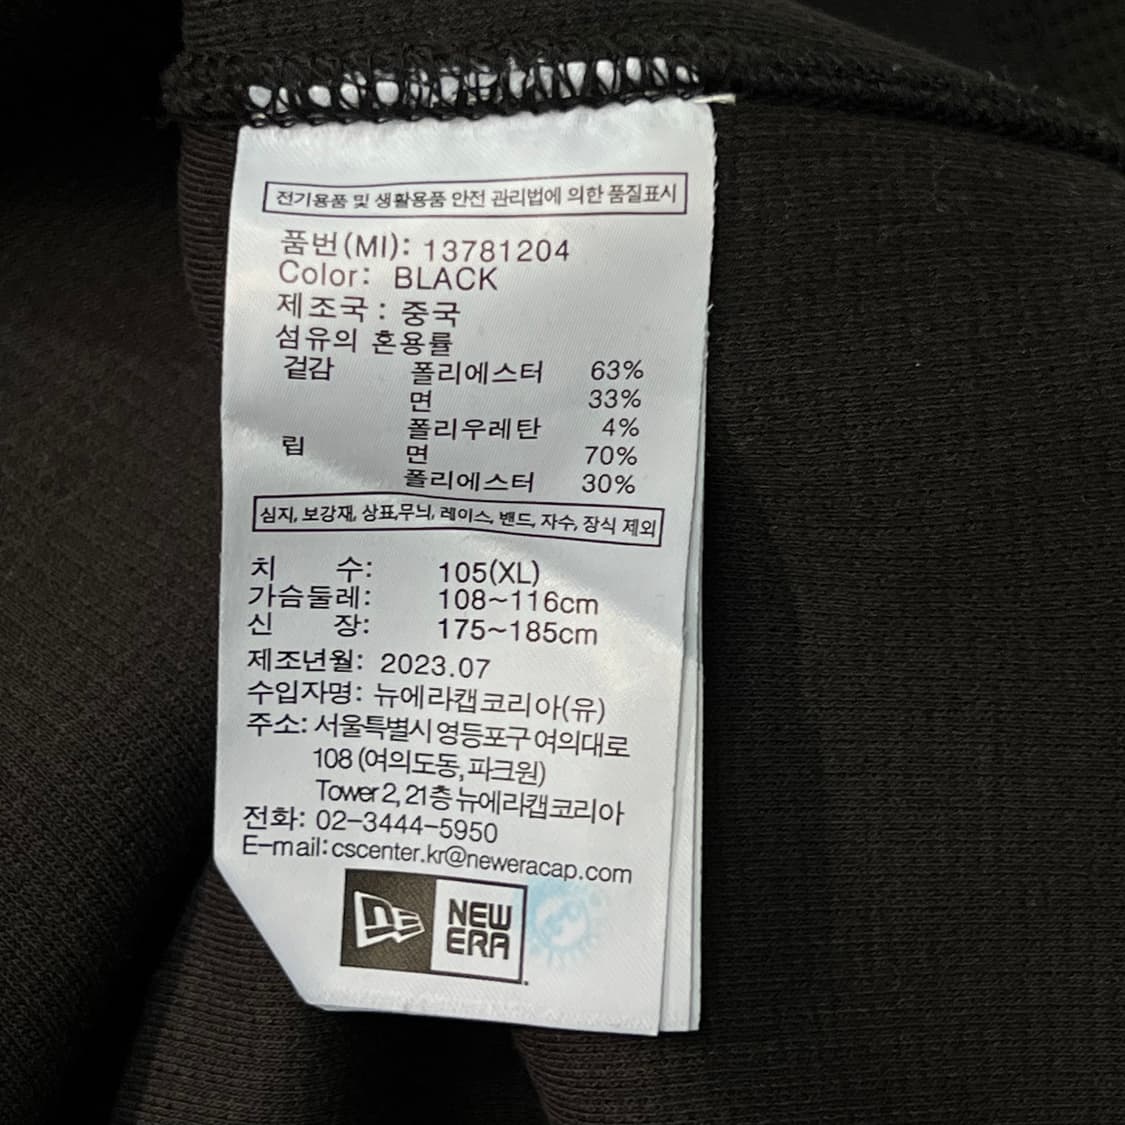 전기용품 및 생활용품 안전 관리법에 의한 품질표시
품번(MI): 13781204
Color: BLACK
제조국 : 중국
섬유의 혼용률
겉감 폴리에스터 63%
면 33%
폴리우레탄 4%
립 면 70%
폴리에스터 30%
심지, 보강재, 상표,무늬, 레이스, 밴드, 자수, 장식 제외
치 수: 105(XL)
가슴둘레: 108~116cm
신 장: 175~185cm
제조년월: 2023.07
수입자명: 뉴에라캡코리아(유)
주소: 서울특별시 영등포구 여의대로
108 (여의도동, 파크원)
Tower 2, 21층 뉴에라캡코리아
전화: 02-3444-5950
E-mail: cscenter.kr@neweracap.com
NEW
ERA